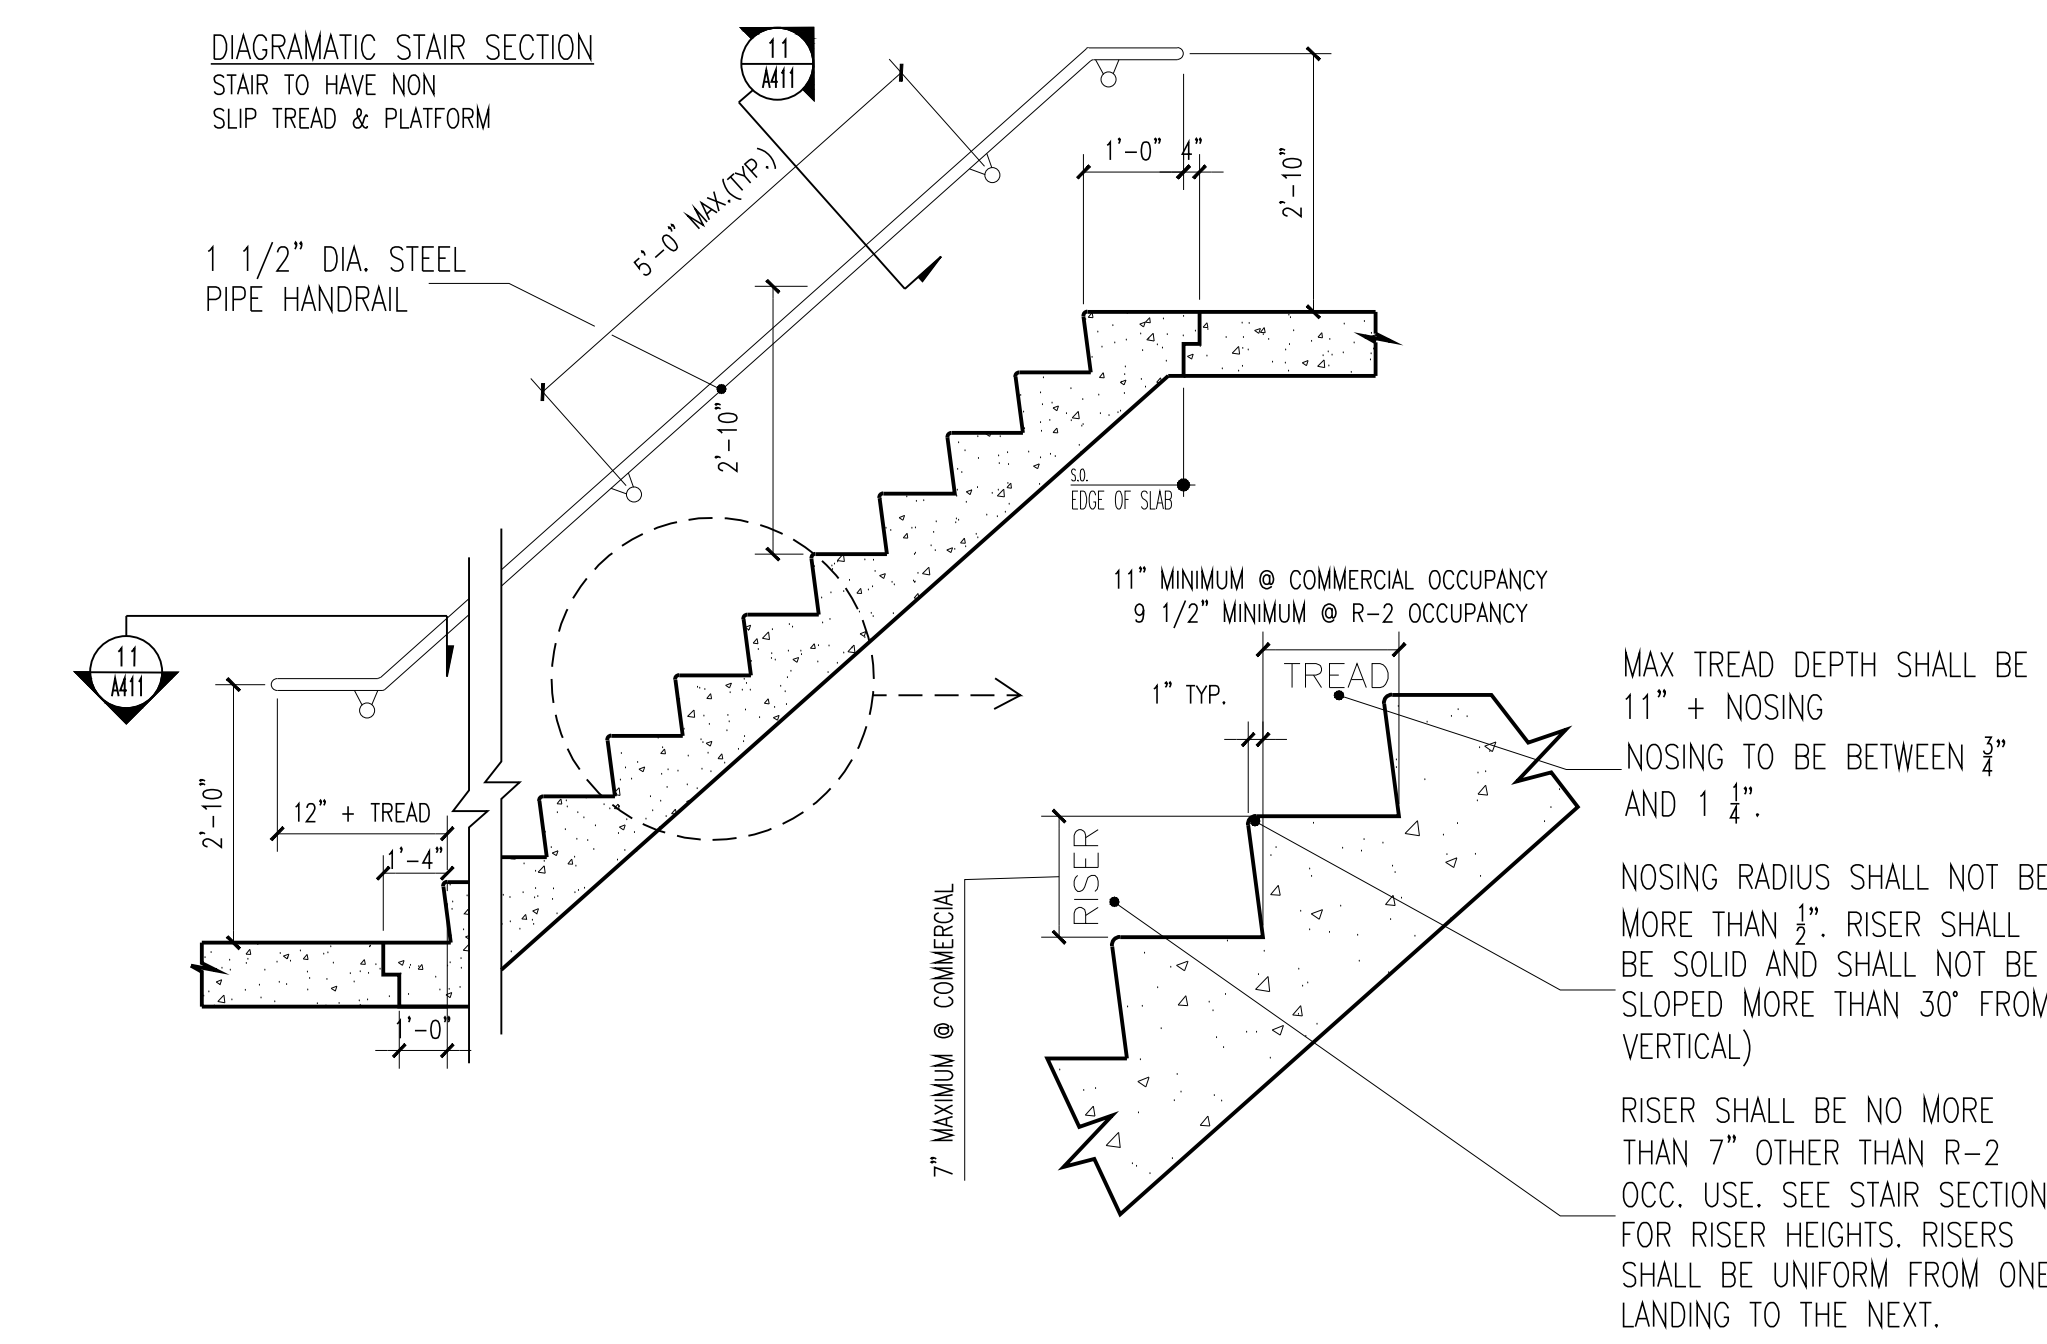 DIAGRAMATIC STAIR SECTION
STAIR TO HAVE NON
SLIP TREAD & PLATFORM
11
A411
1'-0"
4"
2'-10"
5'-0" MAX.(TYP.)
1 1/2" DIA. STEEL
PIPE HANDRAIL
2'-10"
S.O.
EDGE OF SLAB
11
A411
2'-10"
12" + TREAD
1'-4"
1'-0"
11" MINIMUM @ COMMERCIAL OCCUPANCY
9 1/2" MINIMUM @ R-2 OCCUPANCY
TREAD
1" TYP.
RISER
7" MAXIMUM @ COMMERCIAL
MAX TREAD DEPTH SHALL BE
11" + NOSING
NOSING TO BE BETWEEN 3/4"
AND 1 1/4".
NOSING RADIUS SHALL NOT BE
MORE THAN 1/2". RISER SHALL
BE SOLID AND SHALL NOT BE
SLOPED MORE THAN 30° FROM
VERTICAL)
RISER SHALL BE NO MORE
THAN 7" OTHER THAN R-2
OCC. USE. SEE STAIR SECTION
FOR RISER HEIGHTS. RISERS
SHALL BE UNIFORM FROM ONE
LANDING TO THE NEXT.